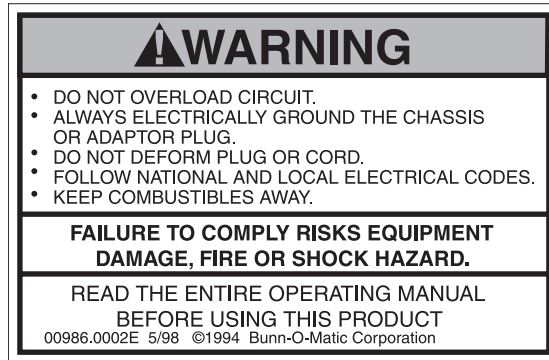 WARNING
• DO NOT OVERLOAD CIRCUIT.
• ALWAYS ELECTRICALLY GROUND THE CHASSIS
OR ADAPTOR PLUG.
• DO NOT DEFORM PLUG OR CORD.
• FOLLOW NATIONAL AND LOCAL ELECTRICAL CODES.
• KEEP COMBUSTIBLES AWAY.
FAILURE TO COMPLY RISKS EQUIPMENT
DAMAGE, FIRE OR SHOCK HAZARD.
READ THE ENTIRE OPERATING MANUAL
BEFORE USING THIS PRODUCT
00986.0002E 5/98 ©1994 Bunn-O-Matic Corporation